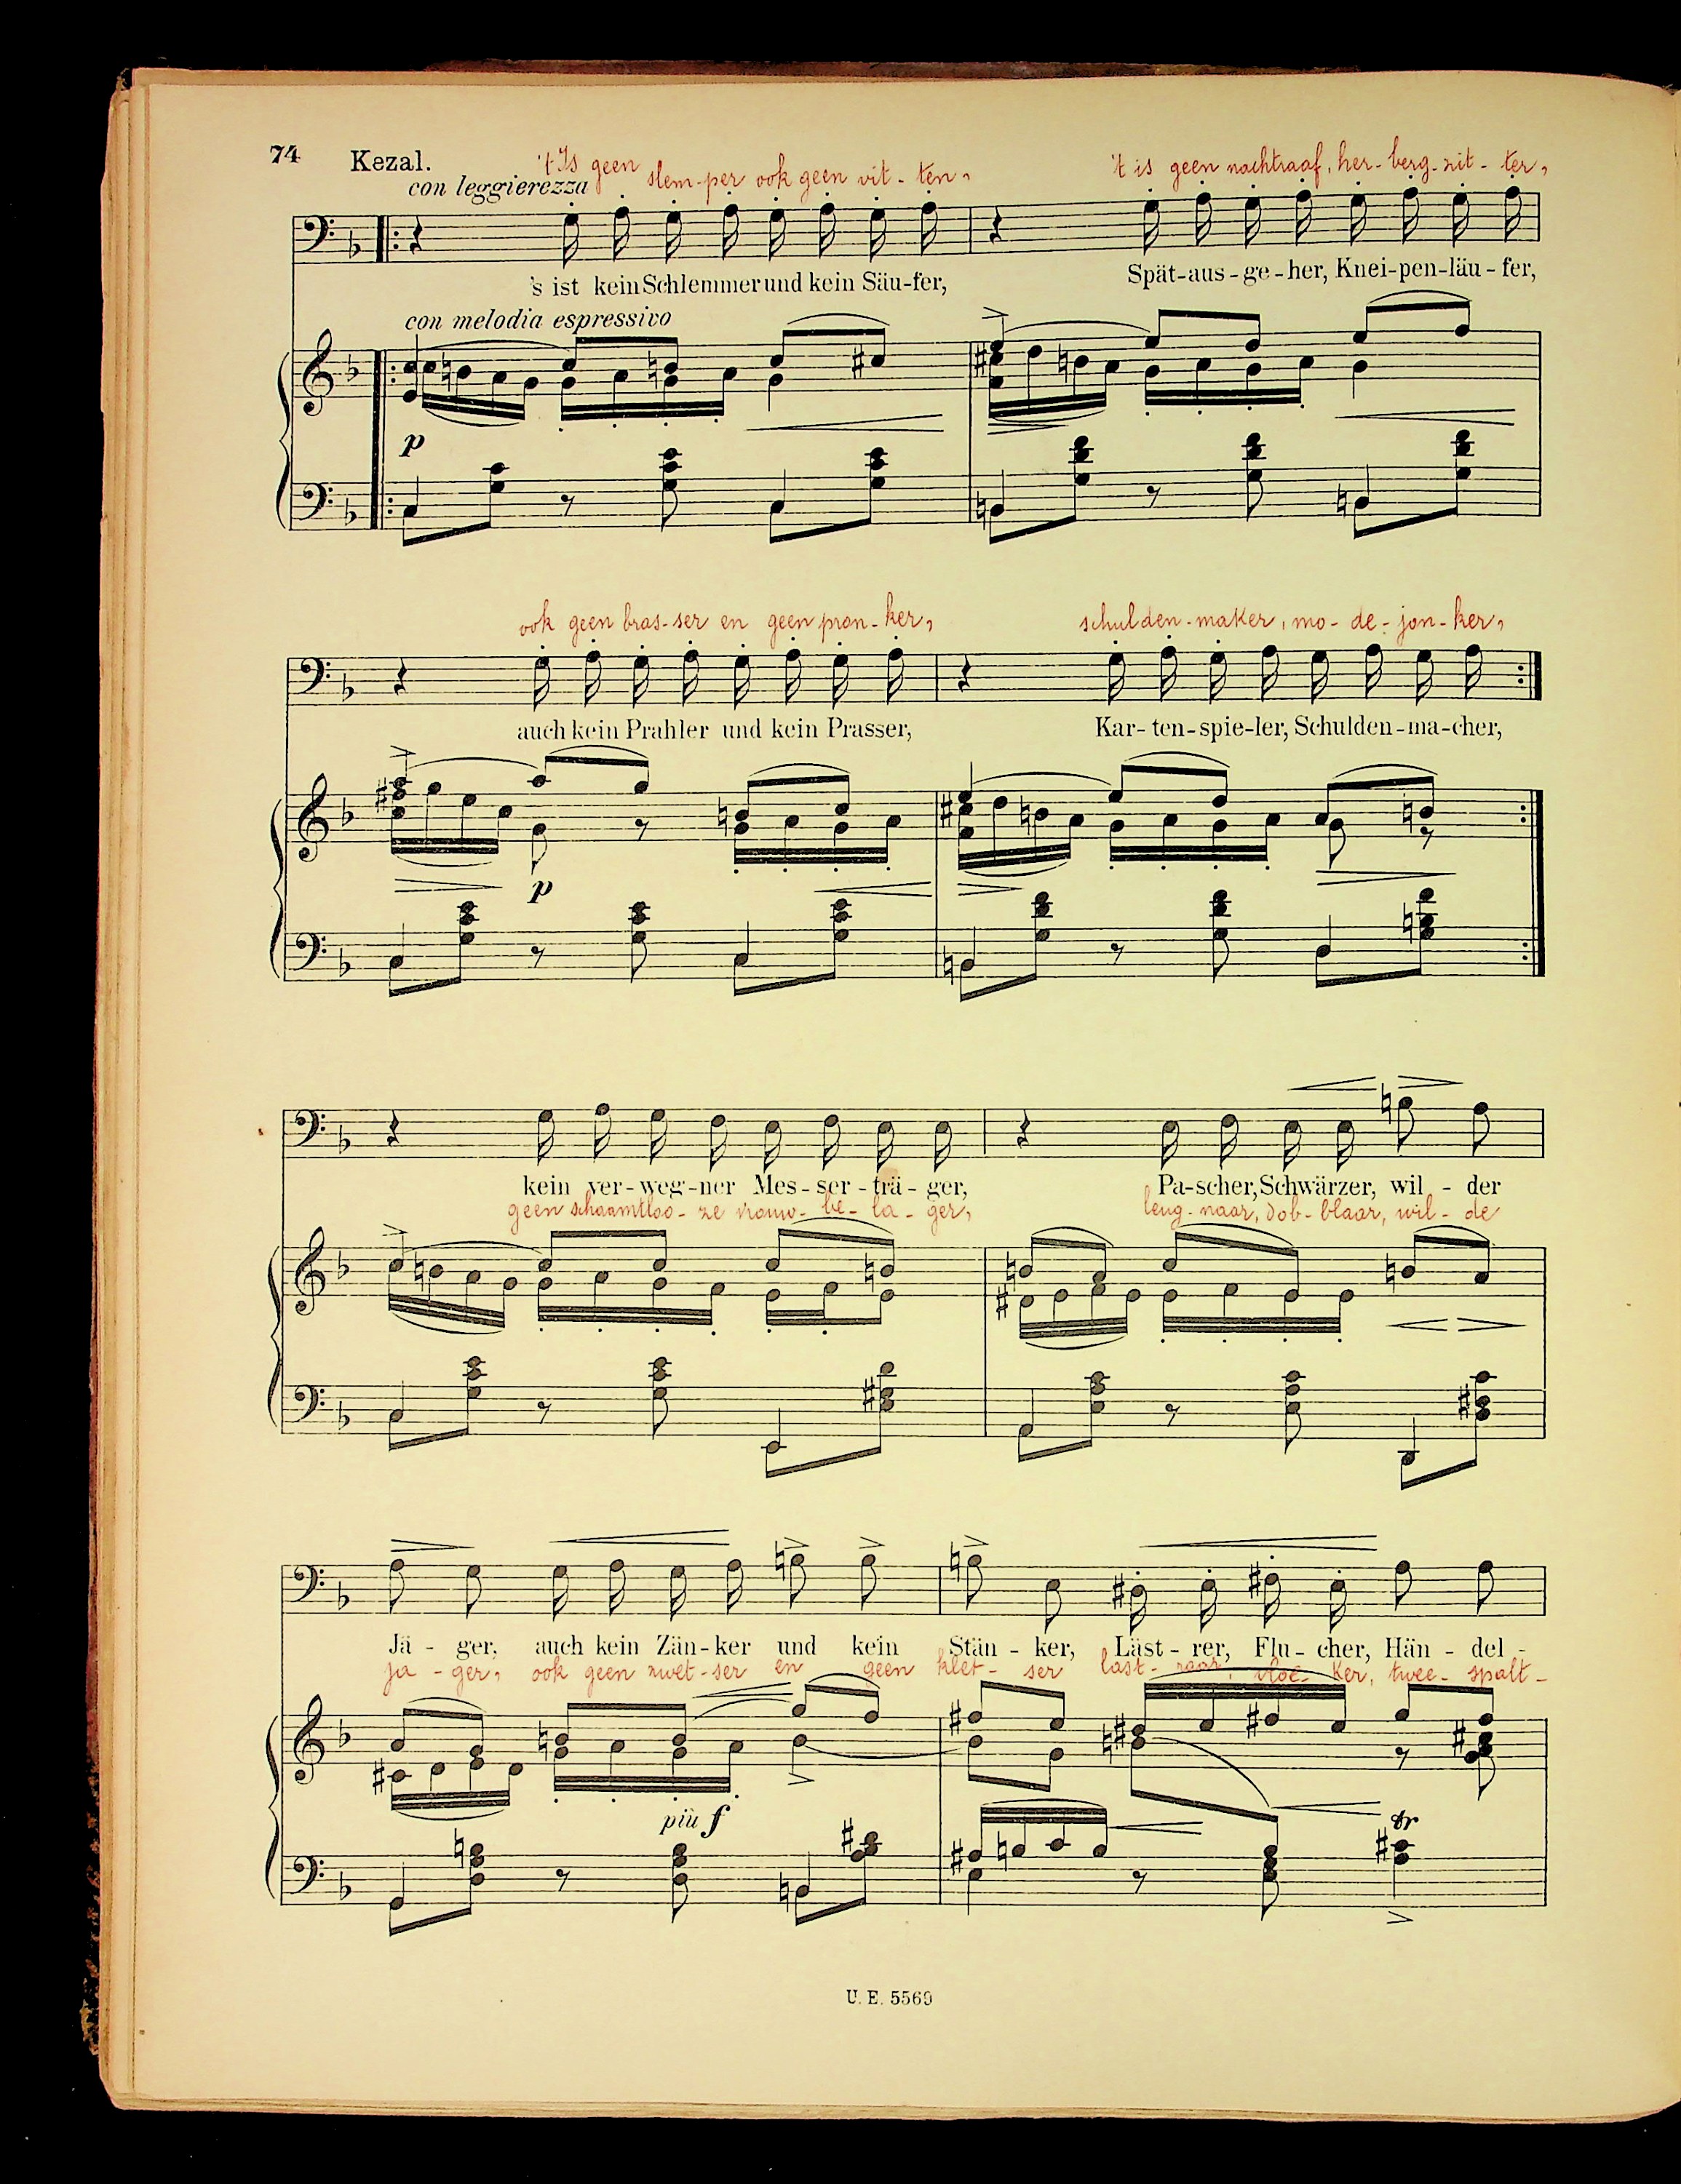 74
Kezal.
't Is geen slem-per ook geen vit-ten,
't is geen nachtraaf, her-berg-zit-ter,
con leggierezza
's ist kein Schlemmer und kein Säu-fer,
Spät-aus-ge-her, Knei-pen-läu-fer,
con melodia espressivo
p
ook geen bras-ser en geen pron-ker,
schulden-maker, mo-de-jon-ker,
auch kein Prahler und kein Prasser,
Kar-ten-spie-ler, Schulden-ma-cher,
p
kein ver-weg-ner Mes-ser-trä-ger,
Pa-scher, Schwärzer, wil-der
geen schaamtloo-ze vrouw-be-la-ger,
leug-naar, dob-blaar, wil-de
Jä-ger, auch kein Zän-ker und kein
Stän-ker, Läst-rer, Flu-cher, Hän-del-
ja-ger, ook geen zwet-ser en geen
klet-ser last-raar, vloe-ker, twee-spalt-
più f
tr
U. E. 5569